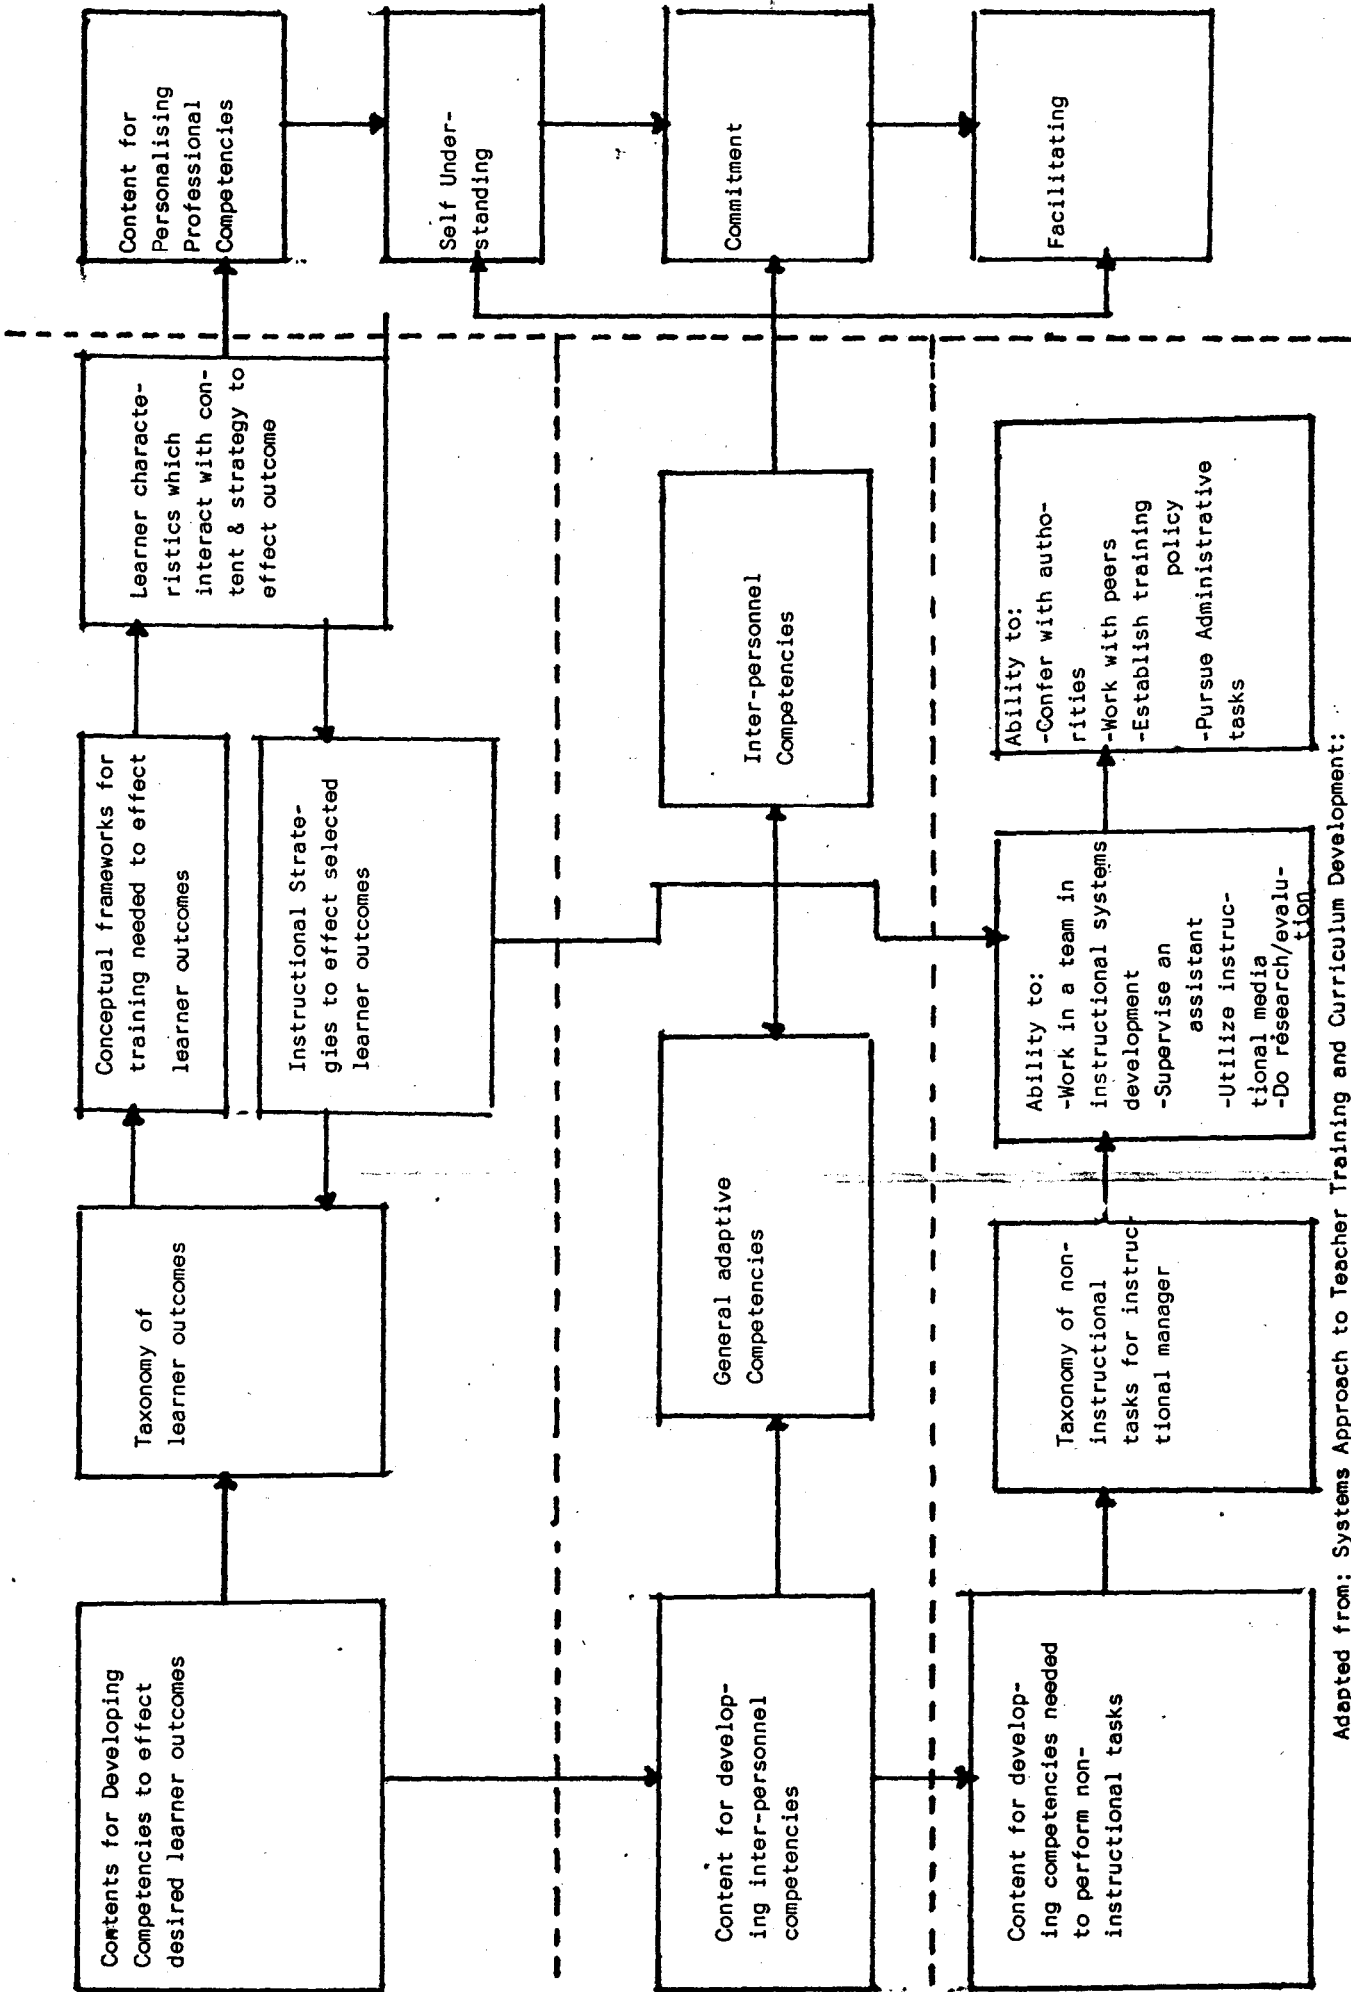 Contents for Developing
Competencies to effect
desired learner outcomes
Taxonomy of
learner outcomes
Conceptual frameworks for
training needed to effect
learner outcomes
Instructional Strate-
gies to effect selected
learner outcomes
Learner characte-
ristics which
interact with con-
tent & strategy to
effect outcome
Content for
Personalising
Professional
Competencies
Self Under-
standing
Commitment
Facilitating
Content for develop-
ing inter-personnel
competencies
General adaptive
Competencies
Inter-personnel
Competencies
Content for develop-
ing competencies needed
to perform non-
instructional tasks
Taxonomy of non-
instructional
tasks for instruc-
tional manager
Ability to:
-Work in a team in
instructional systems
development
-Supervise an
assistant
-Utilize instruc-
tional media
-Do research/evalu-
tion
Ability to:
-Confer with autho-
rities
-Work with peers
-Establish training
policy
-Pursue Administrative
tasks
Adapted from: Systems Approach to Teacher Training and Curriculum Development: